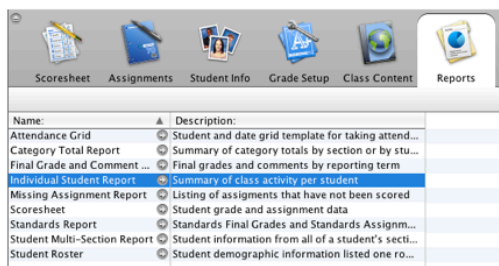 Scoresheet Assignments Student Info Grade Setup Class Content Reports
Name: Description:
Attendance Grid Student and date grid template for taking attend...
Category Total Report Summary of category totals by section or by stu...
Final Grade and Comment ... Final grades and comments by reporting term
Individual Student Report Summary of class activity per student
Missing Assignment Report Listing of assigments that have not been scored
Scoresheet Student grade and assignment data
Standards Report Standards Final Grades and Standards Assignm...
Student Multi-Section Report Student information from all of a student's secti...
Student Roster Student demographic information listed one ro...